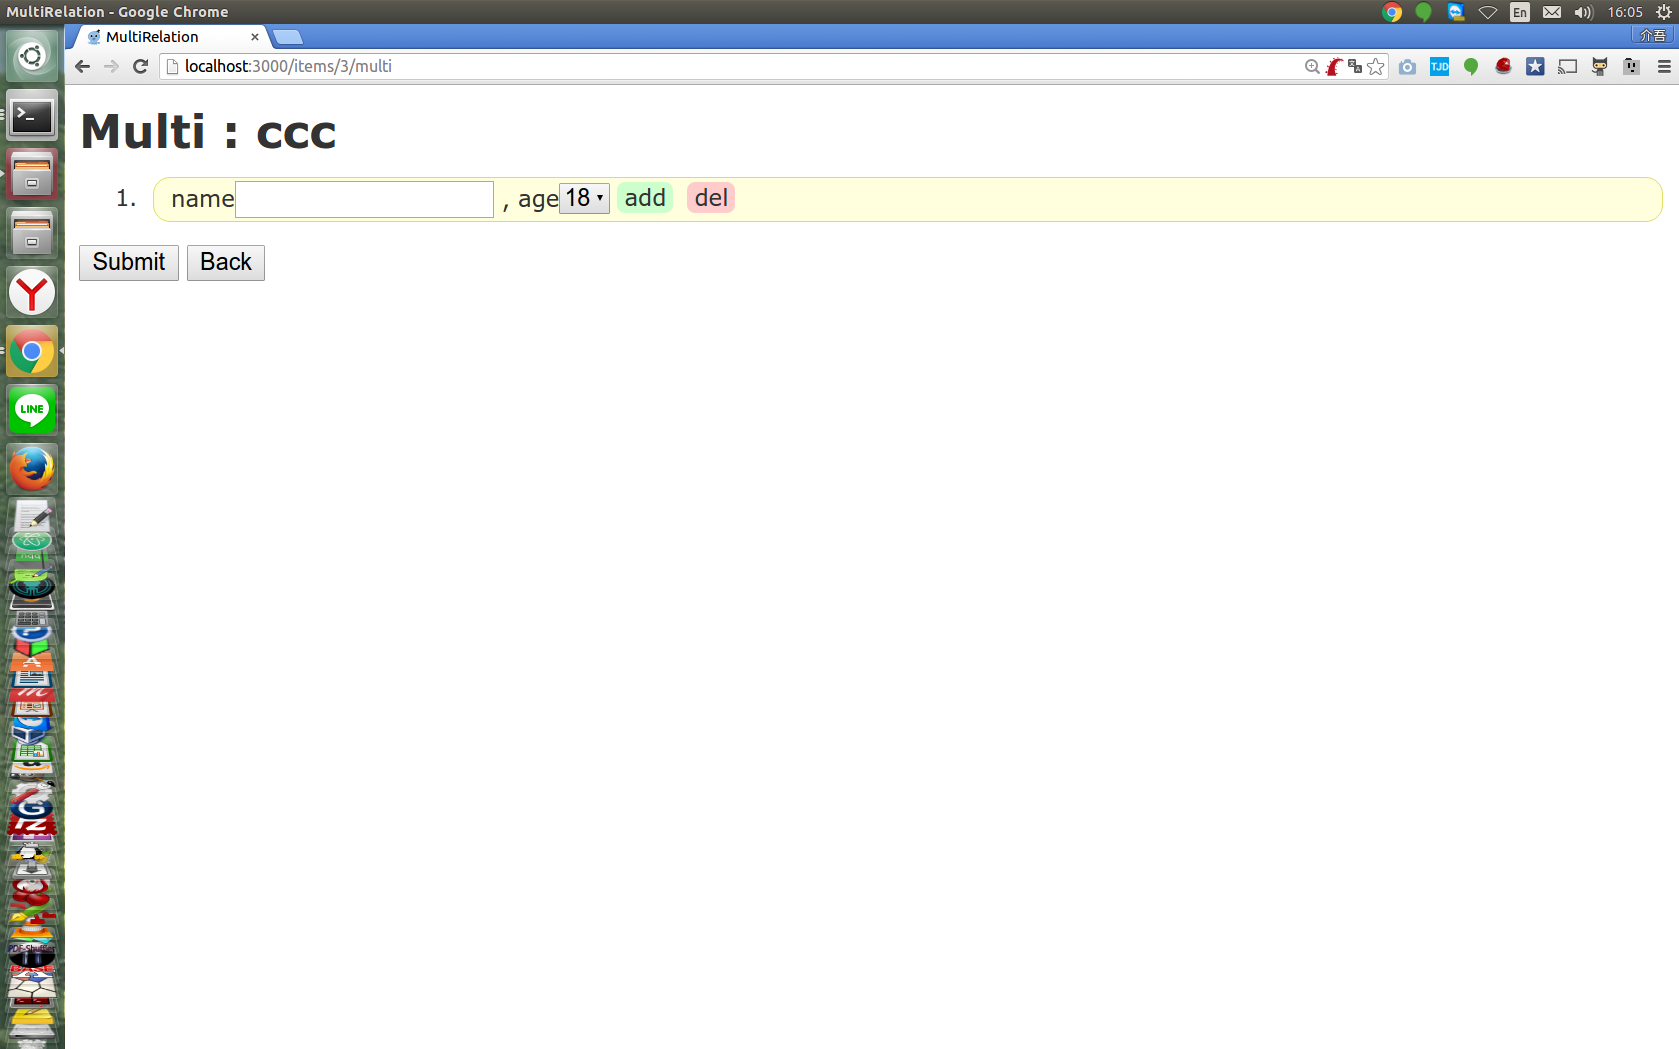 MultiRelation - Google Chrome
En
16:05
MultiRelation ×
介吾
localhost:3000/items/3/multi
TJD
Multi : ccc
1. name , age 18 add del
Submit Back
LINE